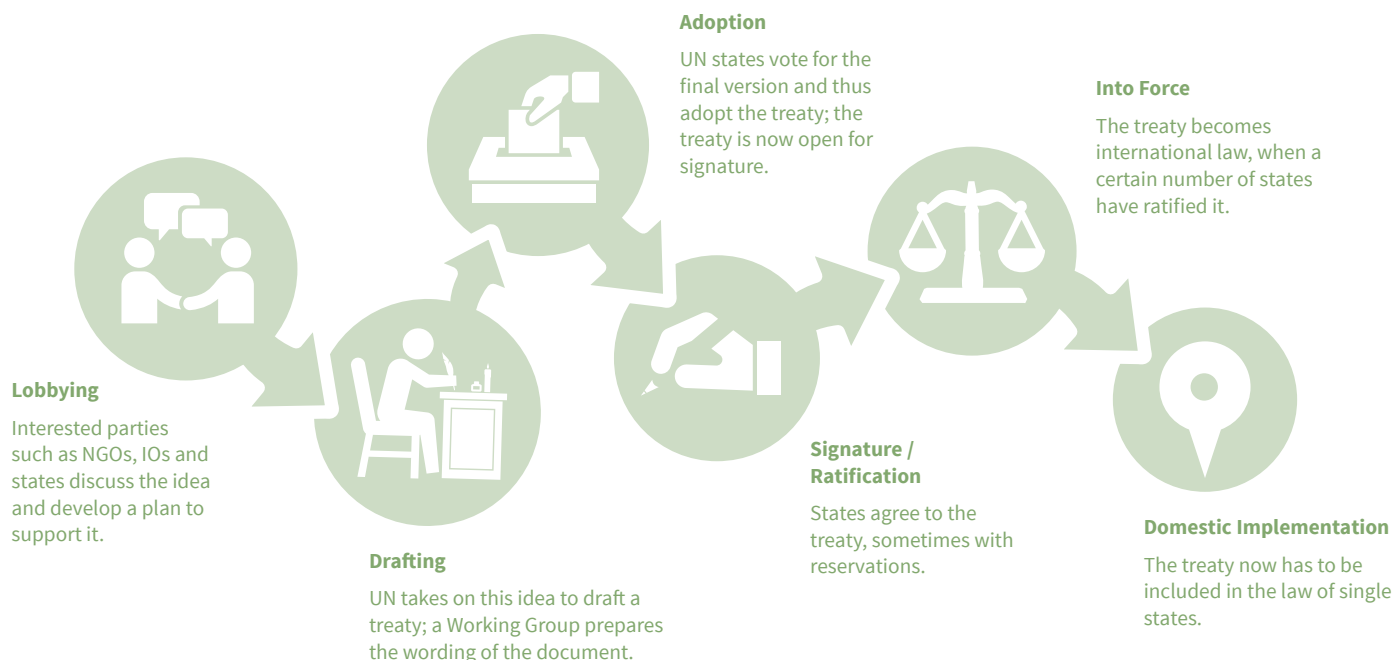 Lobbying
Interested parties
such as NGOs, IOs and
states discuss the idea
and develop a plan to
support it.
Drafting
UN takes on this idea to draft a
treaty; a Working Group prepares
the wording of the document.
Adoption
UN states vote for the
final version and thus
adopt the treaty; the
treaty is now open for
signature.
Signature /
Ratification
States agree to the
treaty, sometimes with
reservations.
Into Force
The treaty becomes
international law, when a
certain number of states
have ratified it.
Domestic Implementation
The treaty now has to be
included in the law of single
states.